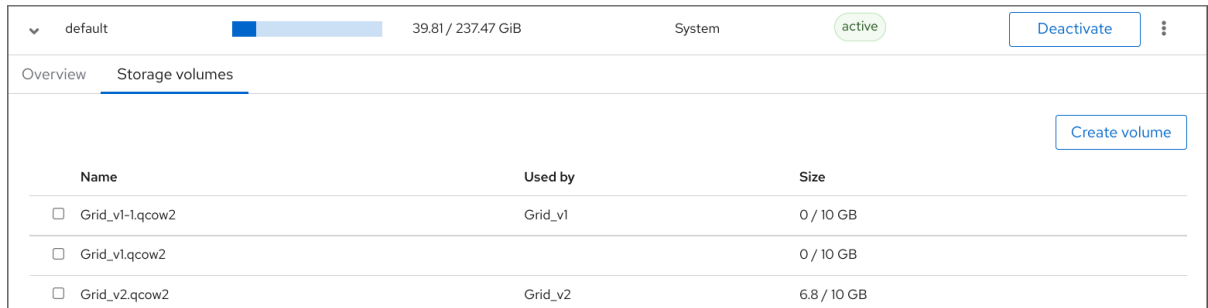 default 39.81 / 237.47 GiB System active Deactivate
Overview Storage volumes
Create volume
Name Used by Size
Grid_v1-1.qcow2 Grid_v1 0 / 10 GB
Grid_v1.qcow2 0 / 10 GB
Grid_v2.qcow2 Grid_v2 6.8 / 10 GB